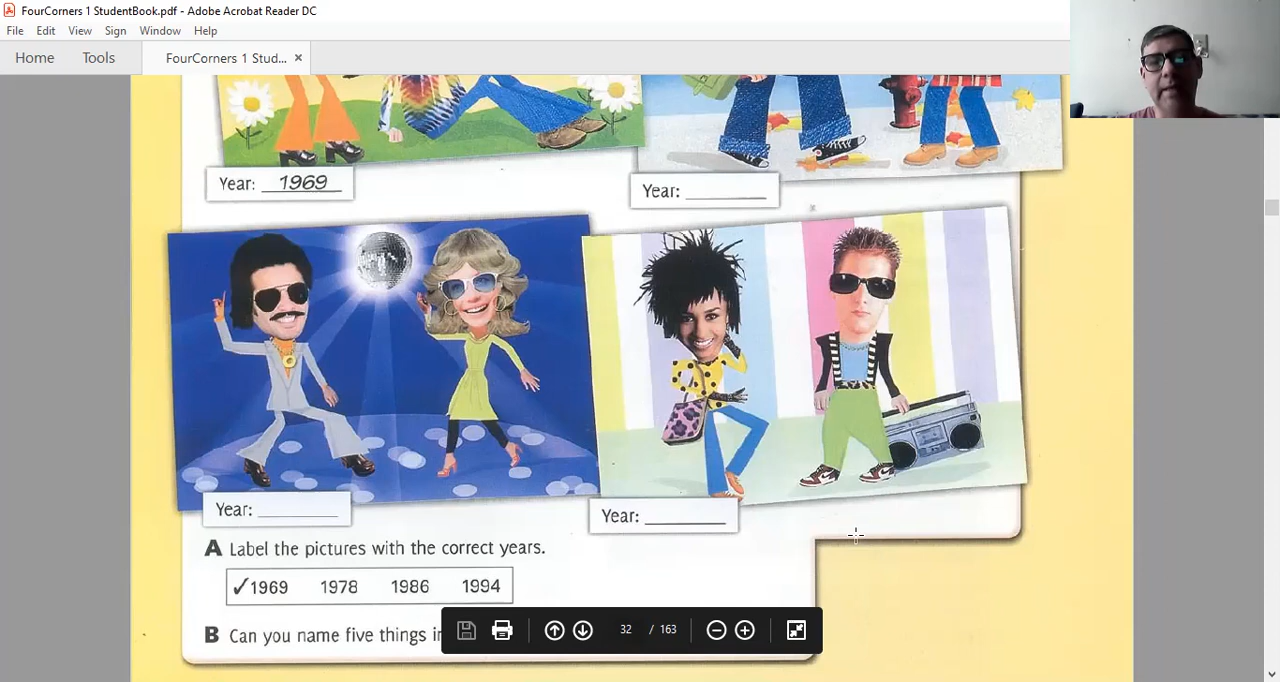 FourCorners 1 StudentBook.pdf - Adobe Acrobat Reader DC
File Edit View Sign Window Help
Home Tools FourCorners 1 Stud... ×
Year: 1969
Year: ________
Year: ________
Year: ________
A Label the pictures with the correct years.
✓1969 1978 1986 1994
B Can you name five things in
32 / 163